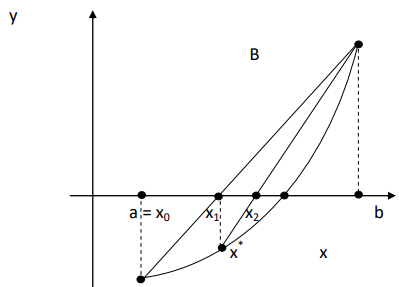 y
B
a = x₀ x₁ x₂ b
x* x